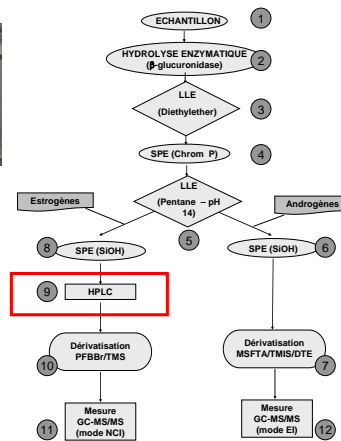 ECHANTILLON
1
HYDROLYSE ENZYMATIQUE
(β-glucuronidase)
2
LLE
(Diethylether)
3
SPE (Chrom P)
4
LLE
(Pentane – pH
14)
5
Estrogènes
Androgènes
8
SPE (SiOH)
SPE (SiOH)
6
9
HPLC
Dérivatisation
PFBBr/TMS
10
Dérivatisation
MSFTA/TMIS/DTE
7
Mesure
GC-MS/MS
(mode NCI)
11
Mesure
GC-MS/MS
(mode EI)
12